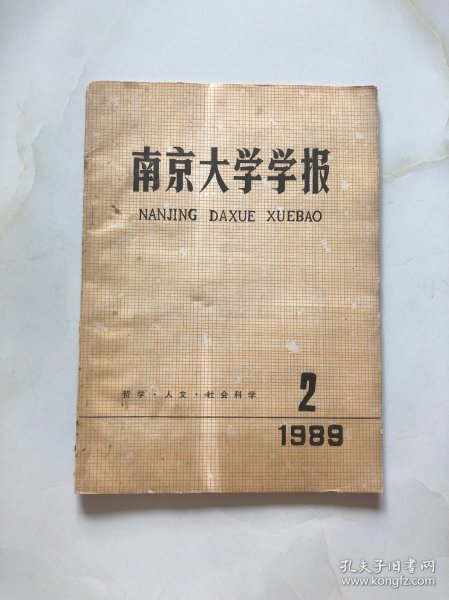 南京大学学报
NANJING DAXUE XUEBAO
哲学·人文·社会科学
2
1989
孔夫子旧书网
www.kongfz.com